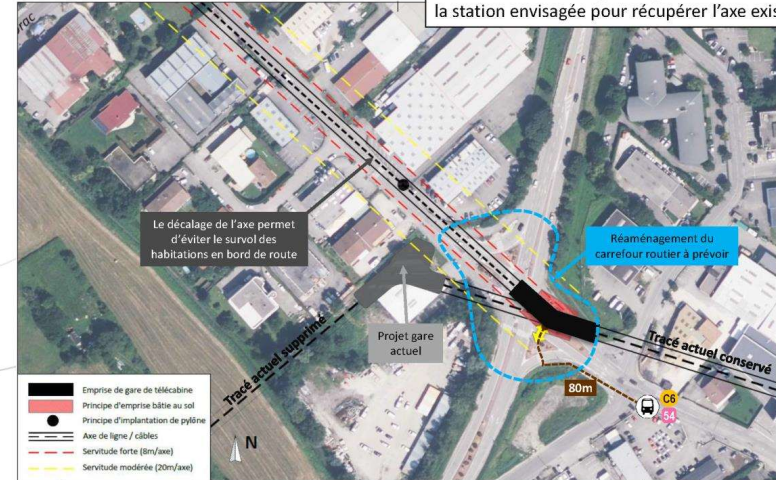 la station envisagée pour récupérer l'axe exis
rac
Le décalage de l'axe permet
d'éviter le survol des
habitations en bord de route
Réaménagement du
carrefour routier à prévoir
Projet gare
actuel
Tracé actuel supprimé
Tracé actuel conservé
80m
C6
54
Emprise de gare de télécabine
Principe d'emprise bâtie au sol
Principe d'implantation de pylône
Axe de ligne / câbles
Servitude forte (8m/axe)
Servitude modérée (20m/axe)
N